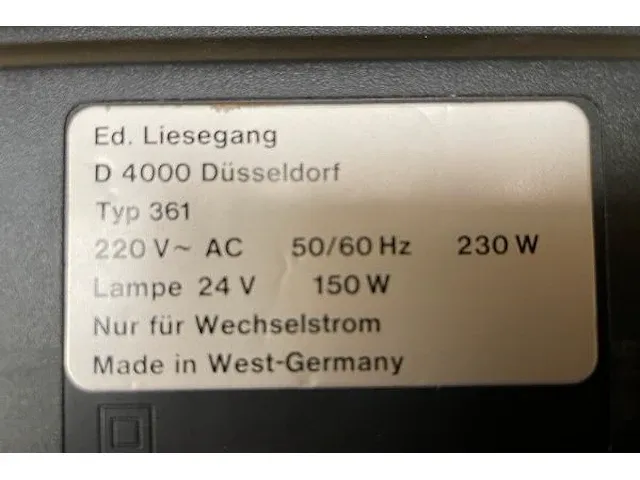 Ed. Liesegang
D 4000 Düsseldorf
Typ 361
220 V~ AC 50/60 Hz 230 W
Lampe 24 V 150 W
Nur für Wechselstrom
Made in West-Germany